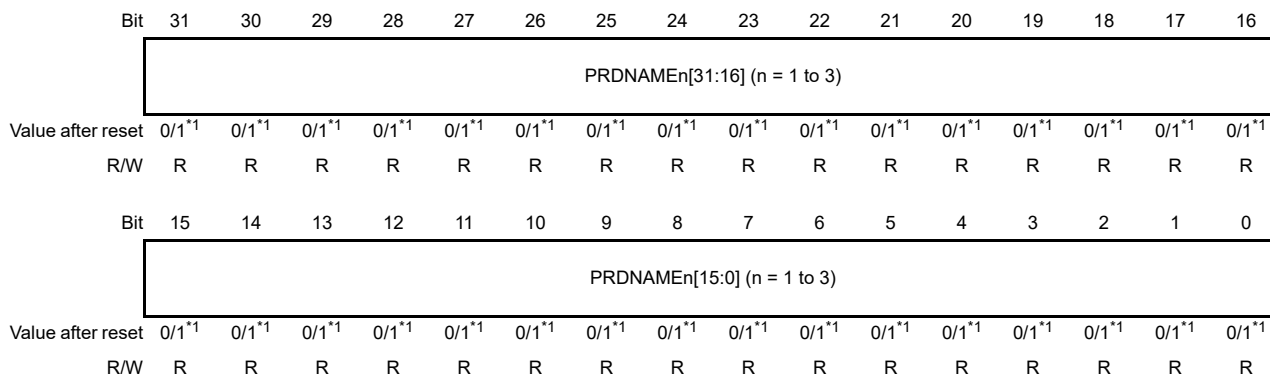 Bit 31 30 29 28 27 26 25 24 23 22 21 20 19 18 17 16
PRDNAMEn[31:16] (n = 1 to 3)
Value after reset 0/1*1 0/1*1 0/1*1 0/1*1 0/1*1 0/1*1 0/1*1 0/1*1 0/1*1 0/1*1 0/1*1 0/1*1 0/1*1 0/1*1 0/1*1 0/1*1
R/W R R R R R R R R R R R R R R R R
Bit 15 14 13 12 11 10 9 8 7 6 5 4 3 2 1 0
PRDNAMEn[15:0] (n = 1 to 3)
Value after reset 0/1*1 0/1*1 0/1*1 0/1*1 0/1*1 0/1*1 0/1*1 0/1*1 0/1*1 0/1*1 0/1*1 0/1*1 0/1*1 0/1*1 0/1*1 0/1*1
R/W R R R R R R R R R R R R R R R R